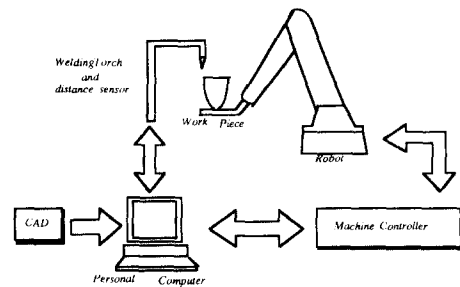 Welding Torch
and
distance sensor
Work Piece
Robot
CAD
Machine Controller
Personal Computer